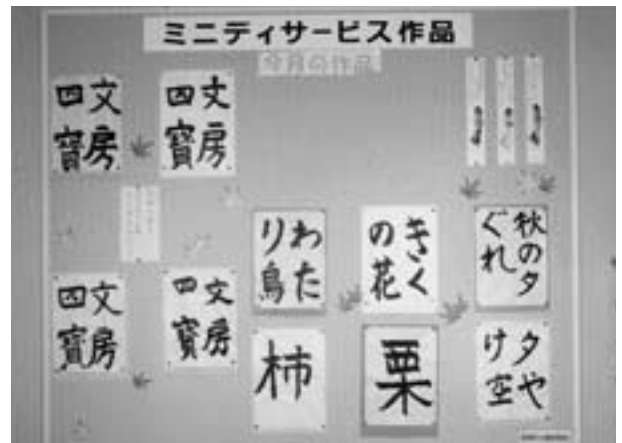 ミニディサービス作品
今月の作品
文房
四寶
文房
四寶
文房
四寶
文房
四寶
わた
り鳥
きく
の花
秋の夕
ぐれ
柿
栗
夕や
け空